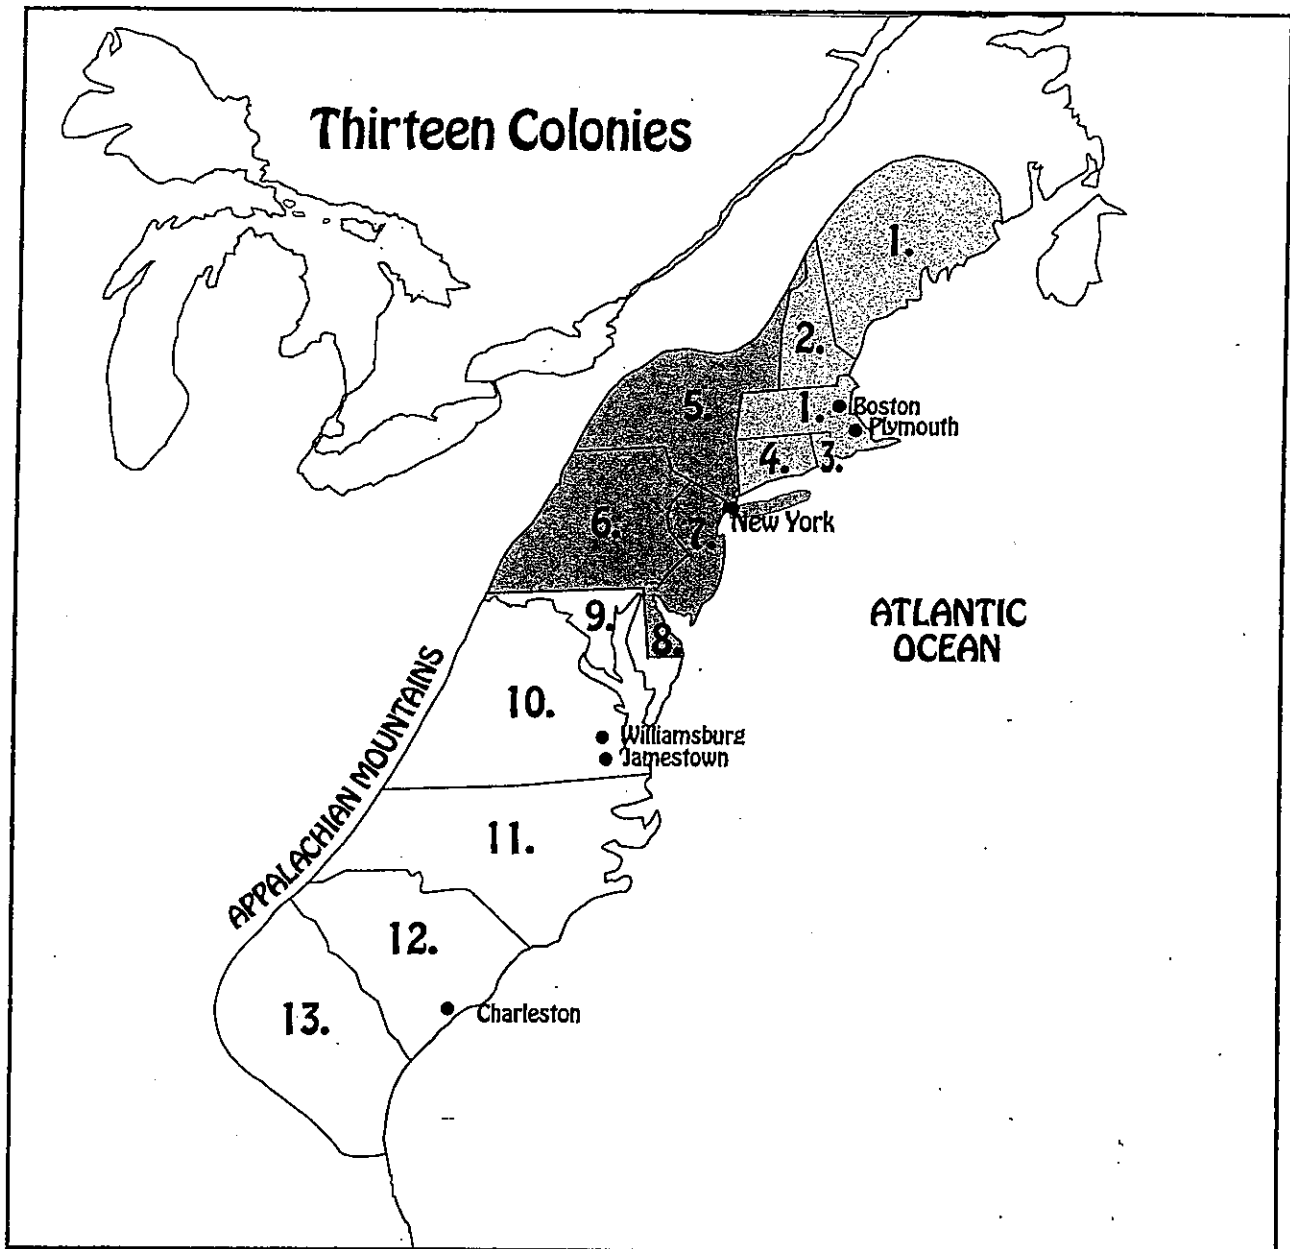 Thirteen Colonies
1.
2.
5.
1.
Boston
Plymouth
4.
3.
6.
7.
New York
9.
8.
ATLANTIC
OCEAN
10.
Williamsburg
Jamestown
APPALACHIAN MOUNTAINS
11.
12.
13.
Charleston